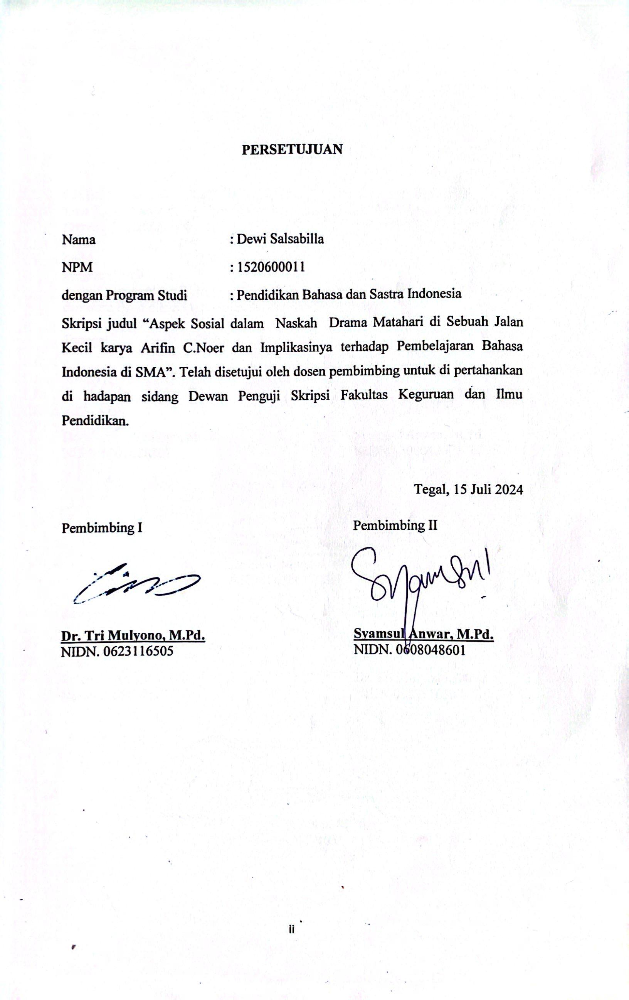 PERSETUJUAN
Nama : Dewi Salsabilla
NPM : 1520600011
dengan Program Studi : Pendidikan Bahasa dan Sastra Indonesia
Skripsi judul “Aspek Sosial dalam Naskah Drama Matahari di Sebuah Jalan
Kecil karya Arifin C.Noer dan Implikasinya terhadap Pembelajaran Bahasa
Indonesia di SMA”. Telah disetujui oleh dosen pembimbing untuk di pertahankan
di hadapan sidang Dewan Penguji Skripsi Fakultas Keguruan dan Ilmu
Pendidikan.
Tegal, 15 Juli 2024
Pembimbing I
Pembimbing II
Dr. Tri Mulyono, M.Pd.
NIDN. 0623116505
Syamsul Anwar, M.Pd.
NIDN. 0608048601
ii